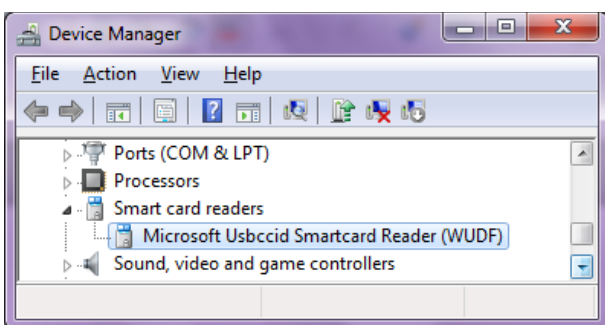 Device Manager
File Action View Help
Ports (COM & LPT)
Processors
Smart card readers
Microsoft Usbccid Smartcard Reader (WUDF)
Sound, video and game controllers